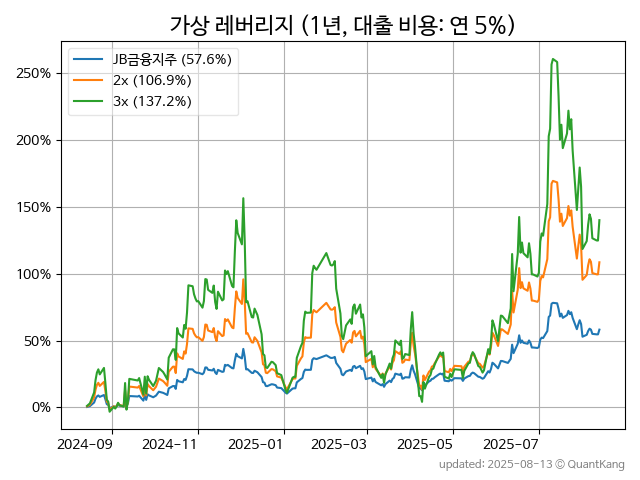 가상 레버리지 (1년, 대출 비용: 연 5%)
JB금융지주 (57.6%)
2x (106.9%)
3x (137.2%)
250%
200%
150%
100%
50%
0%
2024-09 2024-11 2025-01 2025-03 2025-05 2025-07
updated: 2025-08-13 © QuantKang